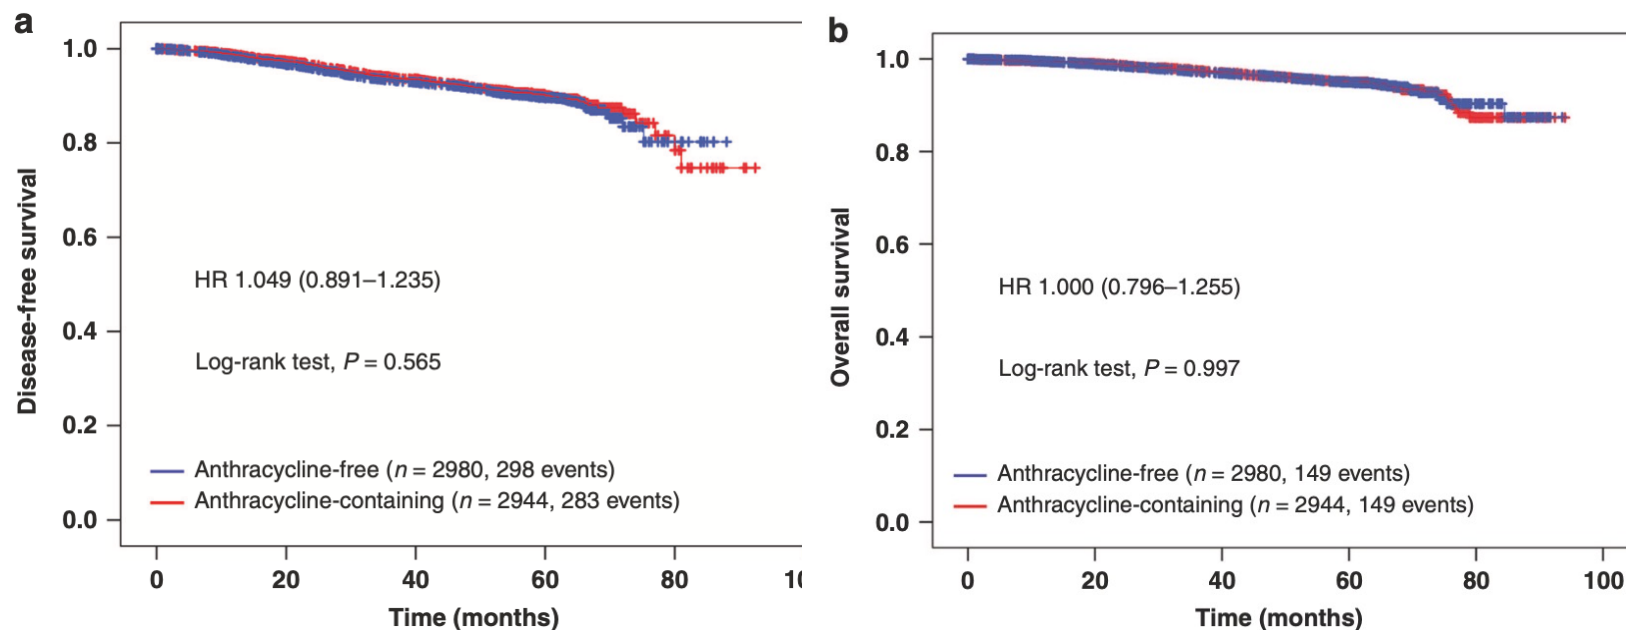 a
1.0
0.8
0.6
0.4
0.2
0.0
Disease-free survival
HR 1.049 (0.891–1.235)
Log-rank test, P = 0.565
Anthracycline-free (n = 2980, 298 events)
Anthracycline-containing (n = 2944, 283 events)
0 20 40 60 80 10
Time (months)
b
1.0
0.8
0.6
0.4
0.2
0.0
Overall survival
HR 1.000 (0.796–1.255)
Log-rank test, P = 0.997
Anthracycline-free (n = 2980, 149 events)
Anthracycline-containing (n = 2944, 149 events)
0 20 40 60 80 100
Time (months)